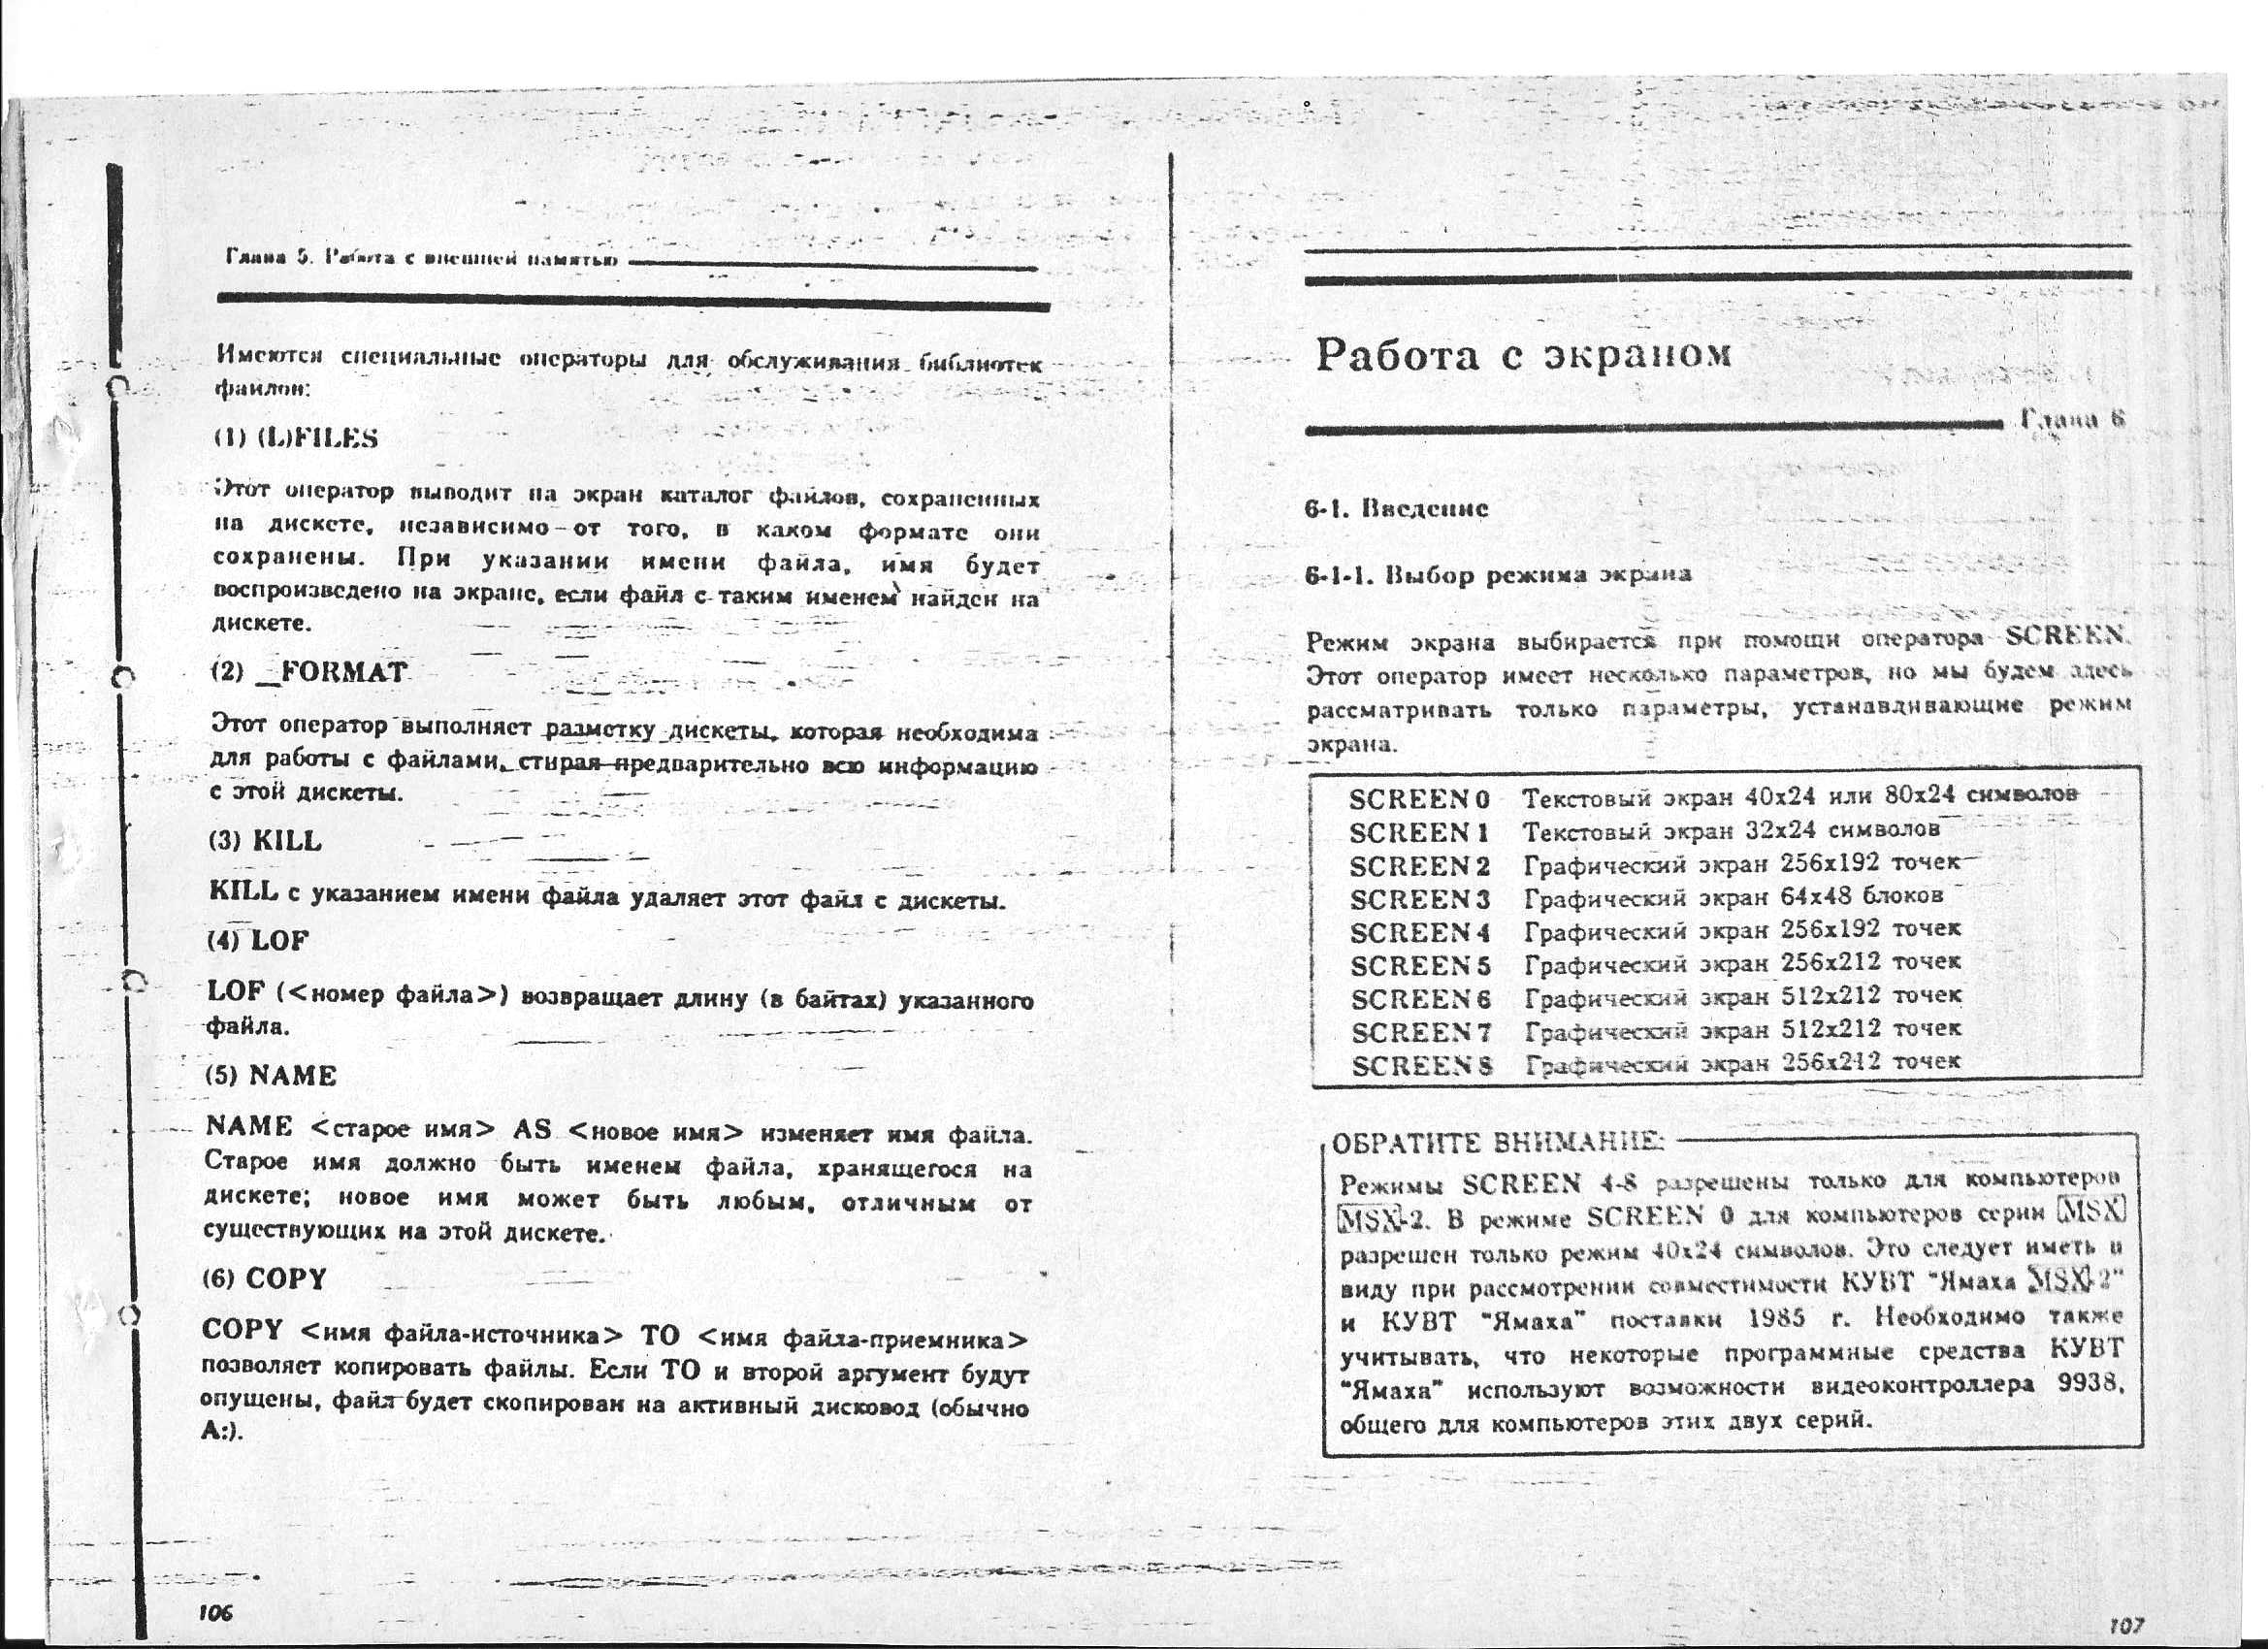 Глава 5. Работа с внешней памятью
Имеются специальные операторы для обслуживания библиотек
файлов:
(1) (L)FILES
Этот оператор выводит на экран каталог файлов, сохраненных
на дискете, независимо от того, в каком формате они
сохранены. При указании имени файла, имя будет
воспроизведено на экране, если файл с таким именем найден на
дискете.
(2) _FORMAT
Этот оператор выполняет разметку дискеты, которая необходима
для работы с файлами, стирая предварительно всю информацию
с этой дискеты.
(3) KILL
KILL с указанием имени файла удаляет этот файл с дискеты.
(4) LOF
LOF (<номер файла>) возвращает длину (в байтах) указанного
файла.
(5) NAME
NAME <старое имя> AS <новое имя> изменяет имя файла.
Старое имя должно быть именем файла, хранящегося на
дискете; новое имя может быть любым, отличным от
существующих на этой дискете.
(6) COPY
COPY <имя файла-источника> TO <имя файла-приемника>
позволяет копировать файлы. Если TO и второй аргумент будут
опущены, файл будет скопирован на активный дисковод (обычно
A:).
106
Работа с экраном
Глава 6
6-1. Введение
6-1-1. Выбор режима экрана
Режим экрана выбирается при помощи оператора SCREEN.
Этот оператор имеет несколько параметров, но мы будем здесь
рассматривать только параметры, устанавливающие режим
экрана.
SCREEN 0 Текстовый экран 40x24 или 80x24 символов
SCREEN 1 Текстовый экран 32x24 символов
SCREEN 2 Графический экран 256x192 точек
SCREEN 3 Графический экран 64x48 блоков
SCREEN 4 Графический экран 256x192 точек
SCREEN 5 Графический экран 256x212 точек
SCREEN 6 Графический экран 512x212 точек
SCREEN 7 Графический экран 512x212 точек
SCREEN 8 Графический экран 256x212 точек
ОБРАТИТЕ ВНИМАНИЕ:
Режимы SCREEN 4-8 разрешены только для компьютеров
MSX-2. В режиме SCREEN 0 для компьютеров серии MSX
разрешен только режим 40x24 символов. Это следует иметь в
виду при рассмотрении совместимости КУВТ "Ямаха MSX-2"
и КУВТ "Ямаха" поставки 1985 г. Необходимо также
учитывать, что некоторые программные средства КУВТ
"Ямаха" используют возможности видеоконтроллера 9938,
общего для компьютеров этих двух серий.
107